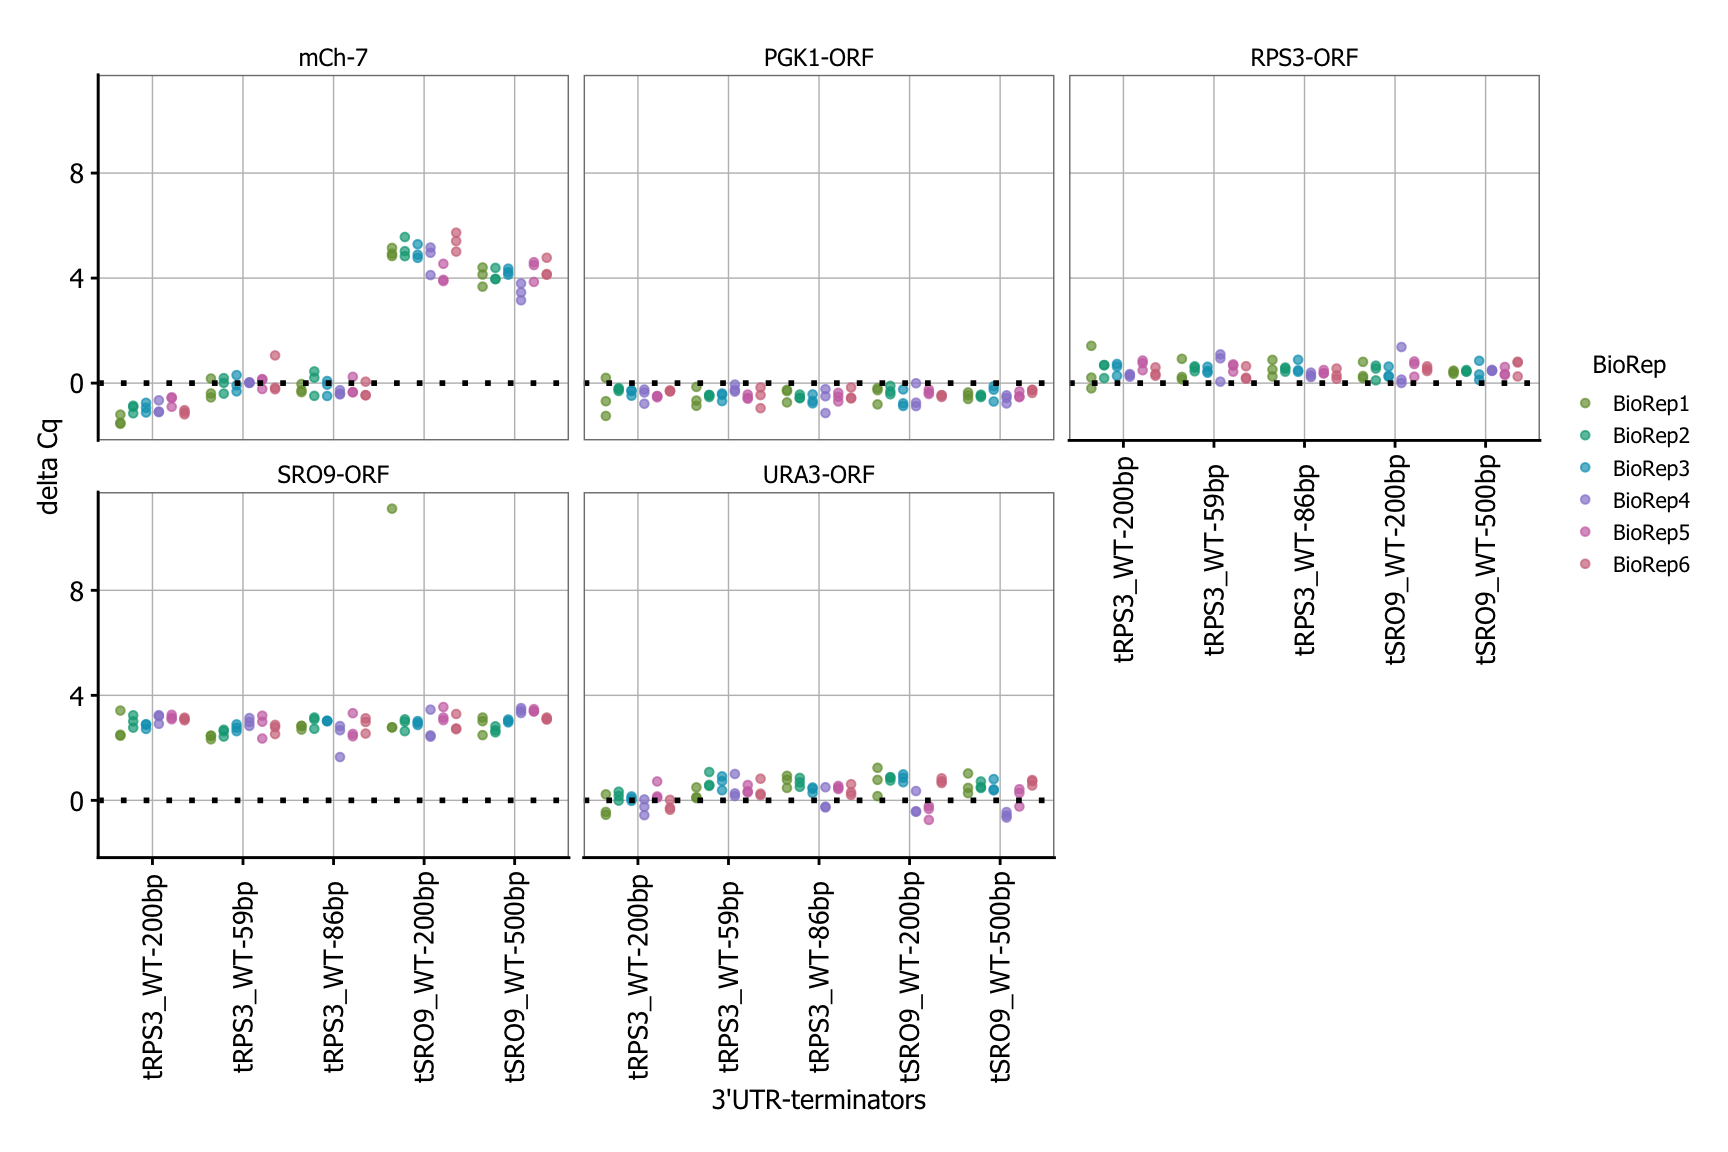 mCh-7
PGK1-ORF
RPS3-ORF
8
4
0
delta Cq
tRPS3_WT-200bp
tRPS3_WT-59bp
tRPS3_WT-86bp
tSRO9_WT-200bp
tSRO9_WT-500bp
BioRep
BioRep1
BioRep2
BioRep3
BioRep4
BioRep5
BioRep6
SRO9-ORF
URA3-ORF
8
4
0
tRPS3_WT-200bp
tRPS3_WT-59bp
tRPS3_WT-86bp
tSRO9_WT-200bp
tSRO9_WT-500bp
tRPS3_WT-200bp
tRPS3_WT-59bp
tRPS3_WT-86bp
tSRO9_WT-200bp
tSRO9_WT-500bp
3'UTR-terminators